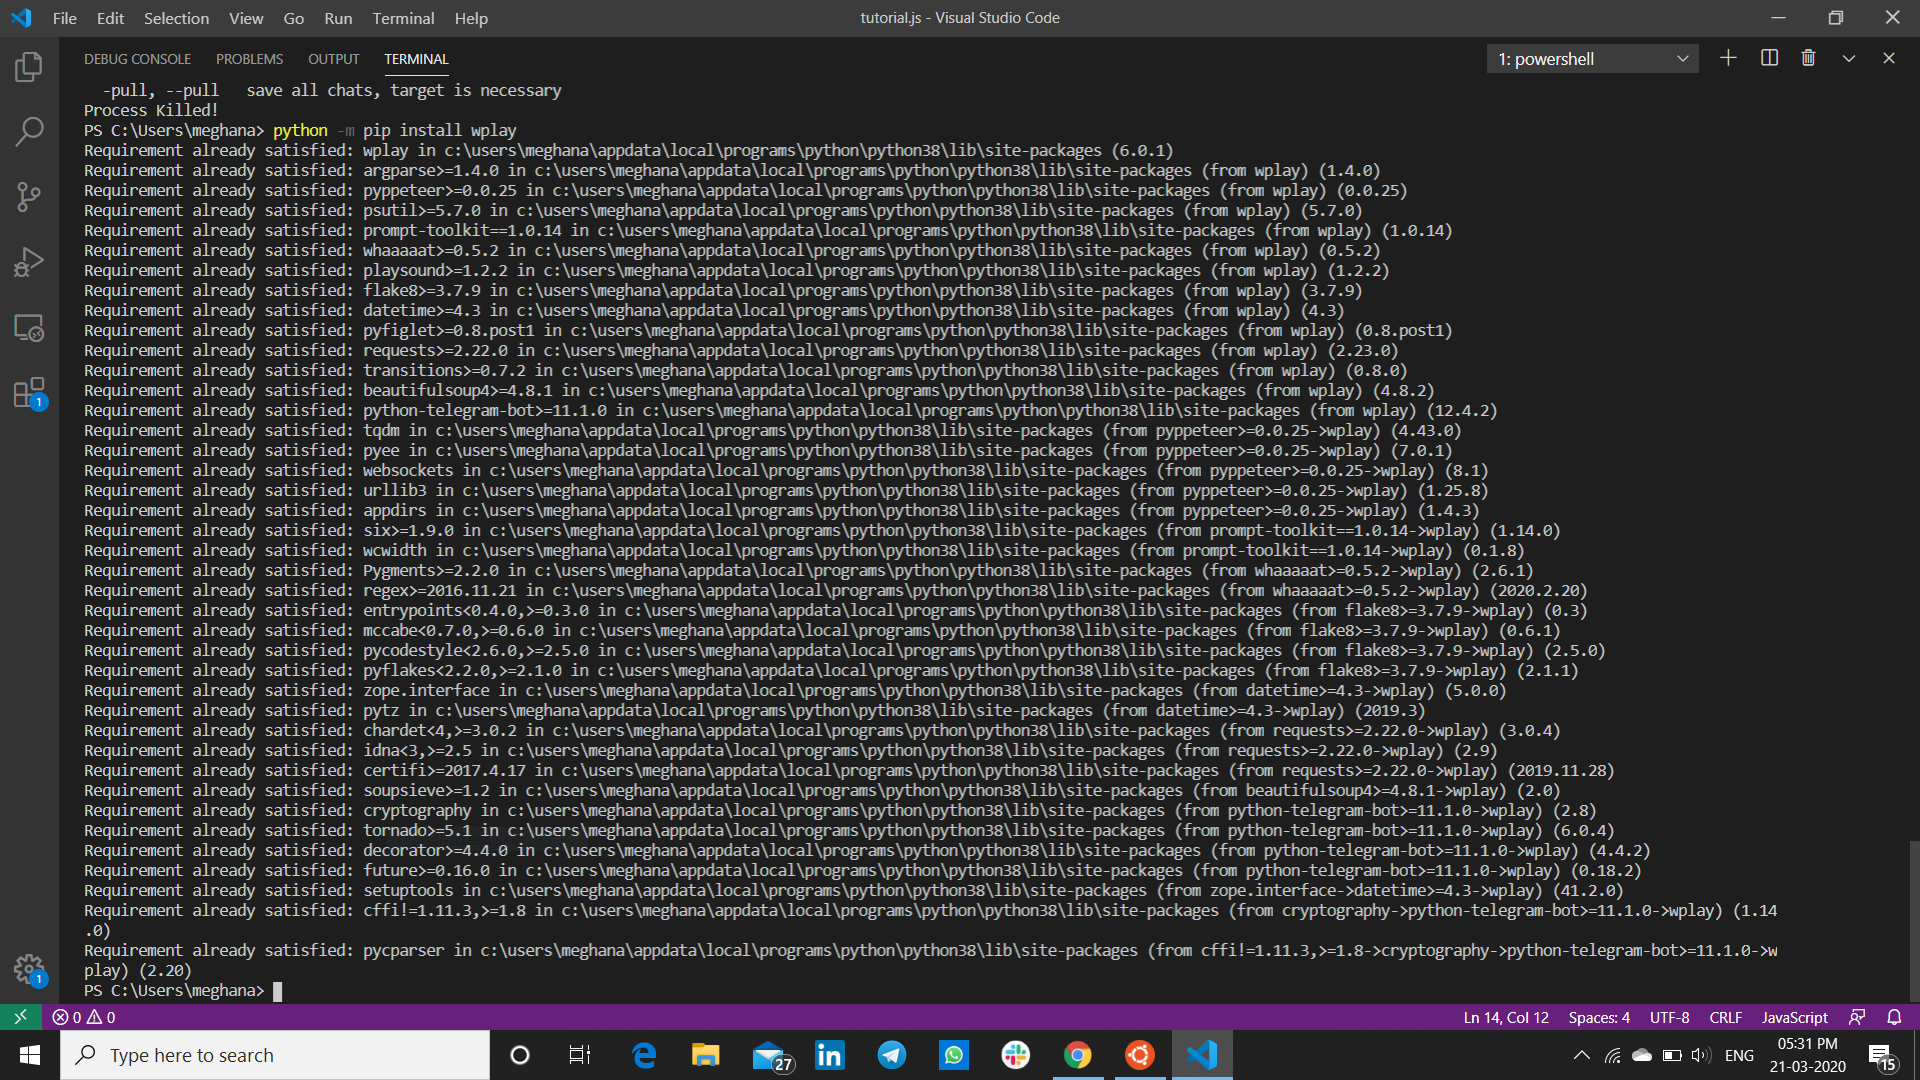 File Edit Selection View Go Run Terminal Help
tutorial.js - Visual Studio Code
DEBUG CONSOLE PROBLEMS OUTPUT TERMINAL
1: powershell
-pull, --pull save all chats, target is necessary
Process Killed!
PS C:\Users\meghana> python -m pip install wplay
Requirement already satisfied: wplay in c:\users\meghana\appdata\local\programs\python\python38\lib\site-packages (6.0.1)
Requirement already satisfied: argparse>=1.4.0 in c:\users\meghana\appdata\local\programs\python\python38\lib\site-packages (from wplay) (1.4.0)
Requirement already satisfied: pyppeteer>=0.0.25 in c:\users\meghana\appdata\local\programs\python\python38\lib\site-packages (from wplay) (0.0.25)
Requirement already satisfied: psutil>=5.7.0 in c:\users\meghana\appdata\local\programs\python\python38\lib\site-packages (from wplay) (5.7.0)
Requirement already satisfied: prompt-toolkit==1.0.14 in c:\users\meghana\appdata\local\programs\python\python38\lib\site-packages (from wplay) (1.0.14)
Requirement already satisfied: whaaaaat>=0.5.2 in c:\users\meghana\appdata\local\programs\python\python38\lib\site-packages (from wplay) (0.5.2)
Requirement already satisfied: playsound>=1.2.2 in c:\users\meghana\appdata\local\programs\python\python38\lib\site-packages (from wplay) (1.2.2)
Requirement already satisfied: flake8>=3.7.9 in c:\users\meghana\appdata\local\programs\python\python38\lib\site-packages (from wplay) (3.7.9)
Requirement already satisfied: datetime>=4.3 in c:\users\meghana\appdata\local\programs\python\python38\lib\site-packages (from wplay) (4.3)
Requirement already satisfied: pyfiglet>=0.8.post1 in c:\users\meghana\appdata\local\programs\python\python38\lib\site-packages (from wplay) (0.8.post1)
Requirement already satisfied: requests>=2.22.0 in c:\users\meghana\appdata\local\programs\python\python38\lib\site-packages (from wplay) (2.23.0)
Requirement already satisfied: transitions>=0.7.2 in c:\users\meghana\appdata\local\programs\python\python38\lib\site-packages (from wplay) (0.8.0)
Requirement already satisfied: beautifulsoup4>=4.8.1 in c:\users\meghana\appdata\local\programs\python\python38\lib\site-packages (from wplay) (4.8.2)
Requirement already satisfied: python-telegram-bot>=11.1.0 in c:\users\meghana\appdata\local\programs\python\python38\lib\site-packages (from wplay) (12.4.2)
Requirement already satisfied: tqdm in c:\users\meghana\appdata\local\programs\python\python38\lib\site-packages (from pyppeteer>=0.0.25->wplay) (4.43.0)
Requirement already satisfied: pyee in c:\users\meghana\appdata\local\programs\python\python38\lib\site-packages (from pyppeteer>=0.0.25->wplay) (7.0.1)
Requirement already satisfied: websockets in c:\users\meghana\appdata\local\programs\python\python38\lib\site-packages (from pyppeteer>=0.0.25->wplay) (8.1)
Requirement already satisfied: urllib3 in c:\users\meghana\appdata\local\programs\python\python38\lib\site-packages (from pyppeteer>=0.0.25->wplay) (1.25.8)
Requirement already satisfied: appdirs in c:\users\meghana\appdata\local\programs\python\python38\lib\site-packages (from pyppeteer>=0.0.25->wplay) (1.4.3)
Requirement already satisfied: six>=1.9.0 in c:\users\meghana\appdata\local\programs\python\python38\lib\site-packages (from prompt-toolkit==1.0.14->wplay) (1.14.0)
Requirement already satisfied: wcwidth in c:\users\meghana\appdata\local\programs\python\python38\lib\site-packages (from prompt-toolkit==1.0.14->wplay) (0.1.8)
Requirement already satisfied: Pygments>=2.2.0 in c:\users\meghana\appdata\local\programs\python\python38\lib\site-packages (from whaaaaat>=0.5.2->wplay) (2.6.1)
Requirement already satisfied: regex>=2016.11.21 in c:\users\meghana\appdata\local\programs\python\python38\lib\site-packages (from whaaaaat>=0.5.2->wplay) (2020.2.20)
Requirement already satisfied: entrypoints<0.4.0,>=0.3.0 in c:\users\meghana\appdata\local\programs\python\python38\lib\site-packages (from flake8>=3.7.9->wplay) (0.3)
Requirement already satisfied: mccabe<0.7.0,>=0.6.0 in c:\users\meghana\appdata\local\programs\python\python38\lib\site-packages (from flake8>=3.7.9->wplay) (0.6.1)
Requirement already satisfied: pycodestyle<2.6.0,>=2.5.0 in c:\users\meghana\appdata\local\programs\python\python38\lib\site-packages (from flake8>=3.7.9->wplay) (2.5.0)
Requirement already satisfied: pyflakes<2.2.0,>=2.1.0 in c:\users\meghana\appdata\local\programs\python\python38\lib\site-packages (from flake8>=3.7.9->wplay) (2.1.1)
Requirement already satisfied: zope.interface in c:\users\meghana\appdata\local\programs\python\python38\lib\site-packages (from datetime>=4.3->wplay) (5.0.0)
Requirement already satisfied: pytz in c:\users\meghana\appdata\local\programs\python\python38\lib\site-packages (from datetime>=4.3->wplay) (2019.3)
Requirement already satisfied: chardet<4,>=3.0.2 in c:\users\meghana\appdata\local\programs\python\python38\lib\site-packages (from requests>=2.22.0->wplay) (3.0.4)
Requirement already satisfied: idna<3,>=2.5 in c:\users\meghana\appdata\local\programs\python\python38\lib\site-packages (from requests>=2.22.0->wplay) (2.9)
Requirement already satisfied: certifi>=2017.4.17 in c:\users\meghana\appdata\local\programs\python\python38\lib\site-packages (from requests>=2.22.0->wplay) (2019.11.28)
Requirement already satisfied: soupsieve>=1.2 in c:\users\meghana\appdata\local\programs\python\python38\lib\site-packages (from beautifulsoup4>=4.8.1->wplay) (2.0)
Requirement already satisfied: cryptography in c:\users\meghana\appdata\local\programs\python\python38\lib\site-packages (from python-telegram-bot>=11.1.0->wplay) (2.8)
Requirement already satisfied: tornado>=5.1 in c:\users\meghana\appdata\local\programs\python\python38\lib\site-packages (from python-telegram-bot>=11.1.0->wplay) (6.0.4)
Requirement already satisfied: decorator>=4.4.0 in c:\users\meghana\appdata\local\programs\python\python38\lib\site-packages (from python-telegram-bot>=11.1.0->wplay) (4.4.2)
Requirement already satisfied: future>=0.16.0 in c:\users\meghana\appdata\local\programs\python\python38\lib\site-packages (from python-telegram-bot>=11.1.0->wplay) (0.18.2)
Requirement already satisfied: setuptools in c:\users\meghana\appdata\local\programs\python\python38\lib\site-packages (from zope.interface->datetime>=4.3->wplay) (41.2.0)
Requirement already satisfied: cffi!=1.11.3,>=1.8 in c:\users\meghana\appdata\local\programs\python\python38\lib\site-packages (from cryptography->python-telegram-bot>=11.1.0->wplay) (1.14
.0)
Requirement already satisfied: pycparser in c:\users\meghana\appdata\local\programs\python\python38\lib\site-packages (from cffi!=1.11.3,>=1.8->cryptography->python-telegram-bot>=11.1.0->w
play) (2.20)
PS C:\Users\meghana>
1
1
0 0
Ln 14, Col 12 Spaces: 4 UTF-8 CRLF JavaScript
Type here to search
27
in
ENG
05:31 PM
21-03-2020
15